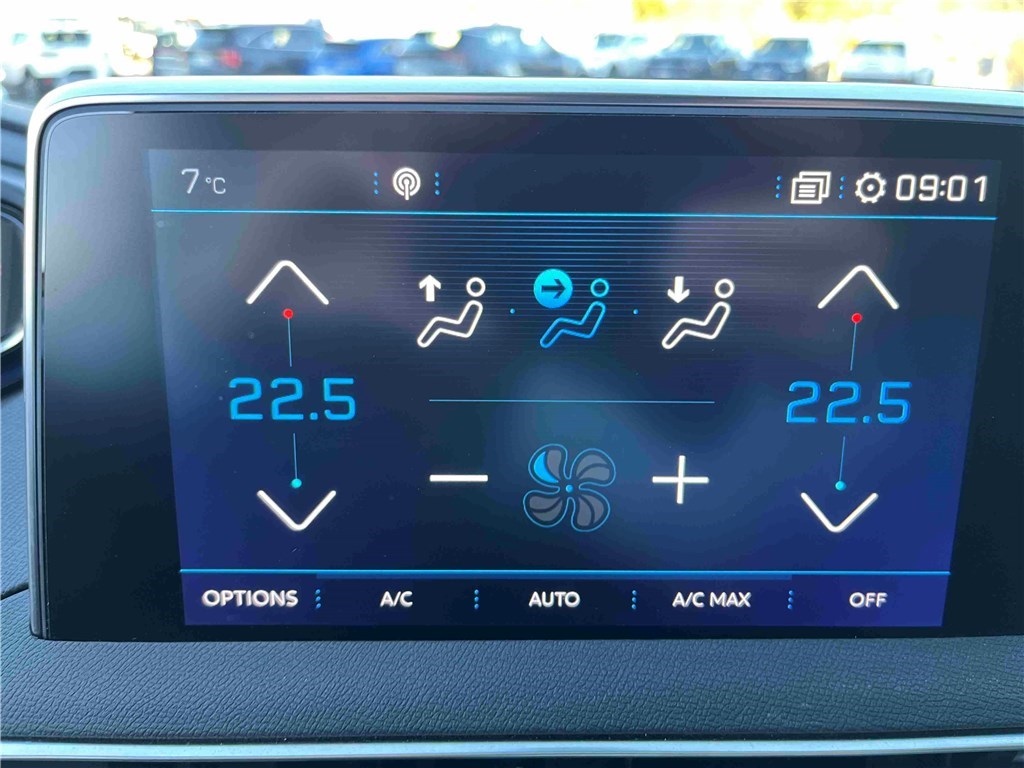 7 °C 09:01
22.5 22.5
OPTIONS A/C AUTO A/C MAX OFF